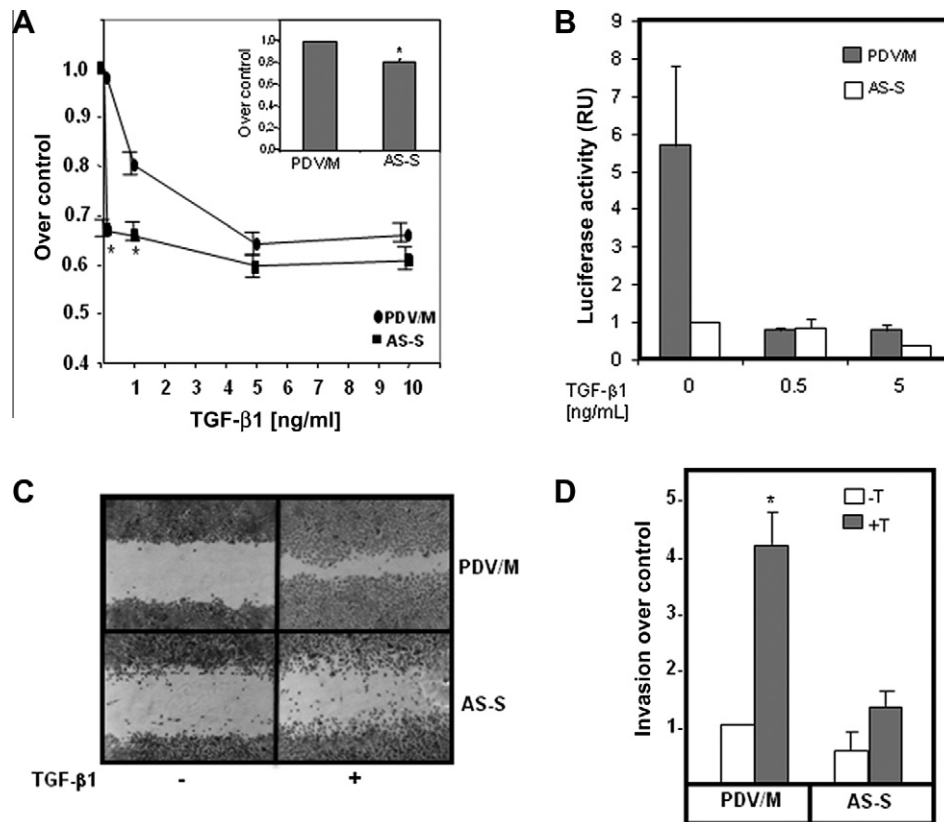 A
1.0
0.9
0.8
0.7
0.6
0.5
0.4
Over control
1 2 3 4 5 6 7 8 9 10
TGF-β1 [ng/ml]
* *
PDV/M
AS-S
1,0
0,8
0,6
0,4
0,2
0,0
Over control
*
PDV/M AS-S
B
9
8
7
6
5
4
3
2
1
0
Luciferase activity (RU)
PDV/M
AS-S
TGF-β1 0 0.5 5
[ng/mL]
C
PDV/M
AS-S
TGF-β1 - +
D
5
4
3
2
1
Invasion over control
-T
+T
*
PDV/M AS-S